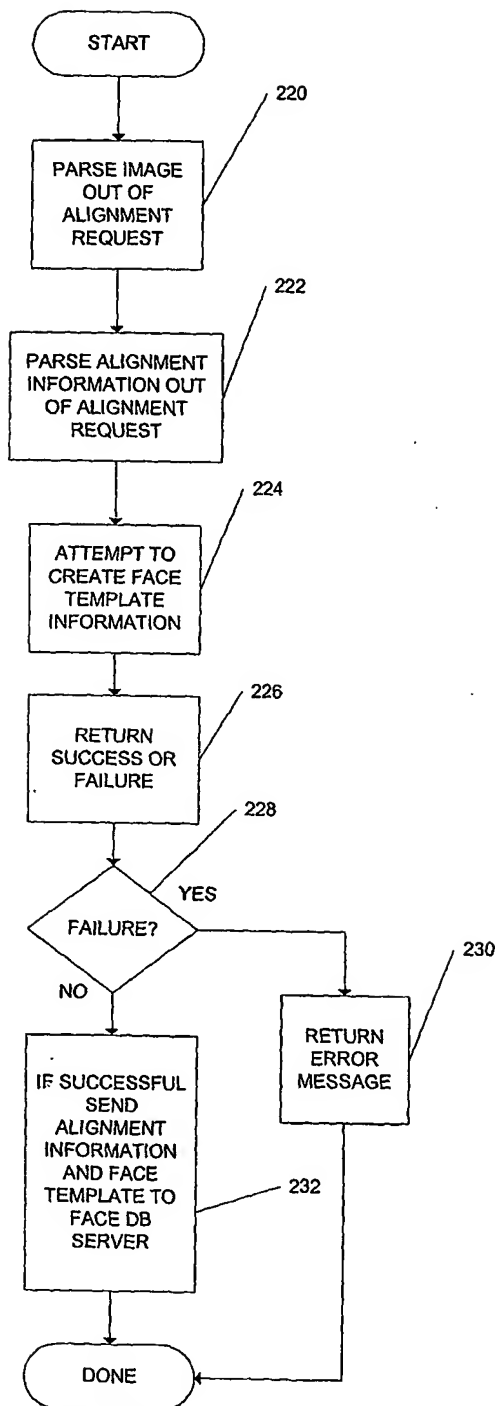 START
220
PARSE IMAGE
OUT OF
ALIGNMENT
REQUEST
222
PARSE ALIGNMENT
INFORMATION OUT
OF ALIGNMENT
REQUEST
224
ATTEMPT TO
CREATE FACE
TEMPLATE
INFORMATION
226
RETURN
SUCCESS OR
FAILURE
228
YES
FAILURE?
NO
230
RETURN
ERROR
MESSAGE
IF SUCCESSFUL
SEND
ALIGNMENT
INFORMATION
AND FACE
TEMPLATE TO
FACE DB
SERVER
232
DONE